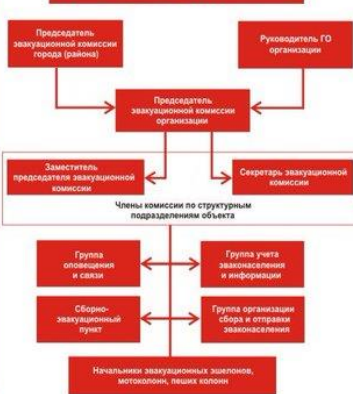 Председатель
эвакуационной комиссии
города (района)
Руководитель ГО
организации
Председатель
эвакуационной комиссии
организации
Заместитель
председателя эвакуационной
комиссии
Секретарь эвакуационной
комиссии
Члены комиссии по структурным
подразделениям объекта
Группа
оповещения
и связи
Группа учета
эваконаселения
и информации
Сборно-
эвакуационный
пункт
Группа организации
сбора и отправки
эваконаселения
Начальники эвакуационных эшелонов,
мотоколонн, пеших колонн